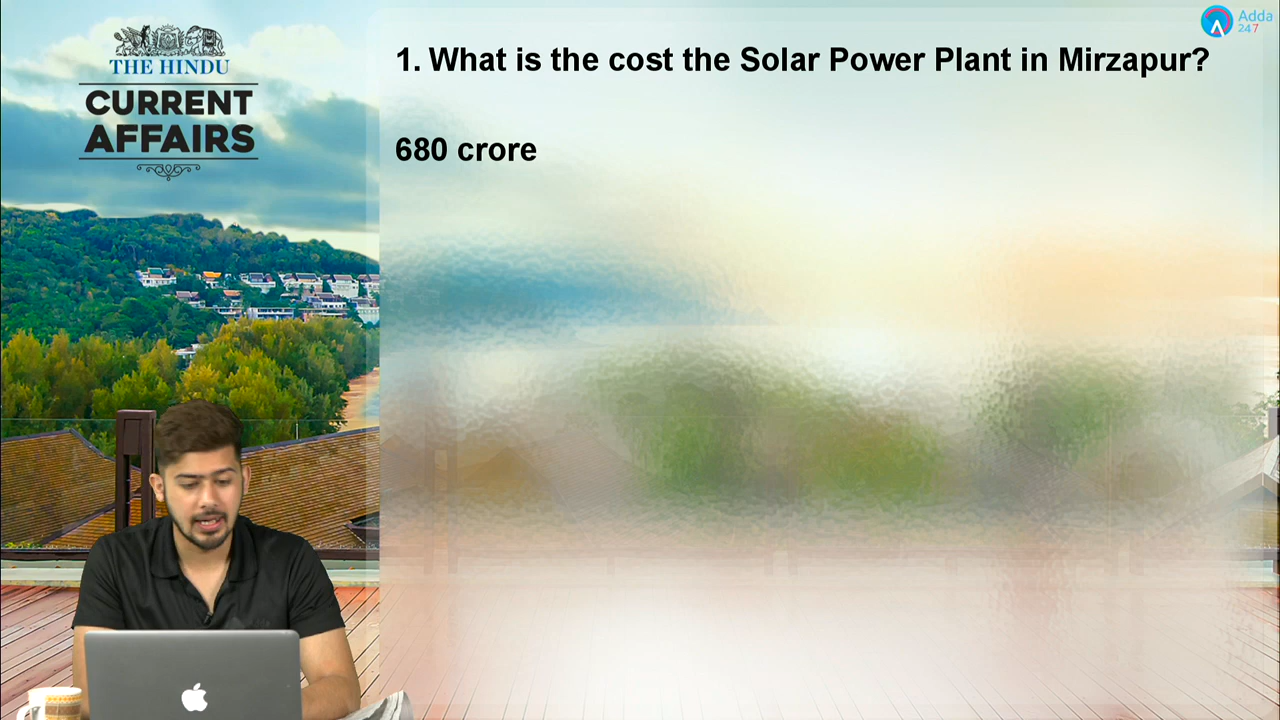 THE HINDU
CURRENT
AFFAIRS
Adda
247
1. What is the cost the Solar Power Plant in Mirzapur?
680 crore